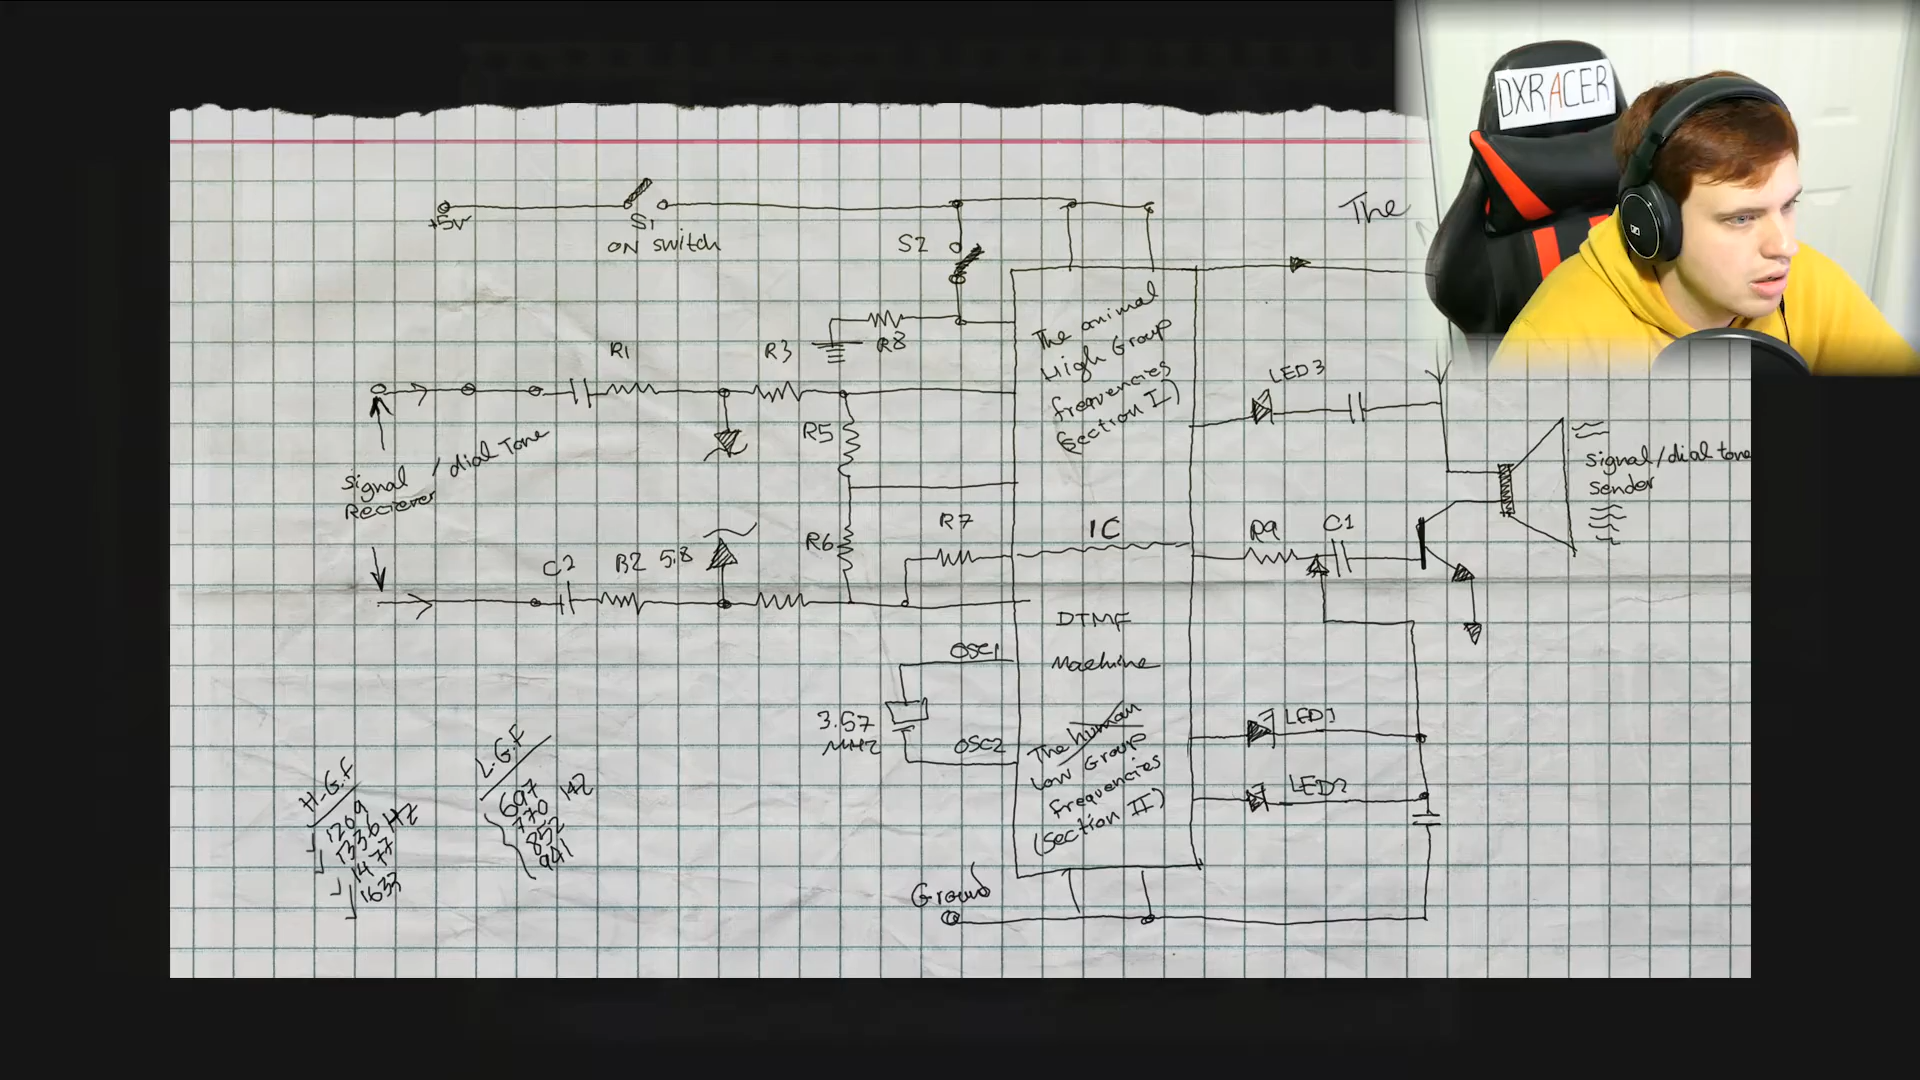 DXRACER
The
+5v
S1
ON switch
S2
R8
R1
R3
The animal
High Group
frequencies
(section I)
LED3
Signal / dial Tone
Reciever
R5
signal/dial tone
sender
R7
IC
R9
C1
R6
C2
R2
5.8
DTMF
Machine
OSC1
3.57
MHZ
OSC2
The human
Low Group
frequencies
(section II)
LED1
LED2
H.G.F
1209
1336 HZ
1477
1633
L.G.F
697
770 HZ
852
941
Ground